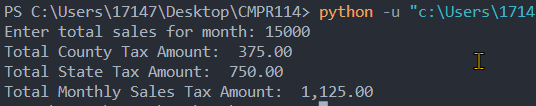 PS C:\Users\17147\Desktop\CMPR114> python -u "c:\Users\1714
Enter total sales for month: 15000
Total County Tax Amount:  375.00
Total State Tax Amount:  750.00
Total Monthly Sales Tax Amount:  1,125.00